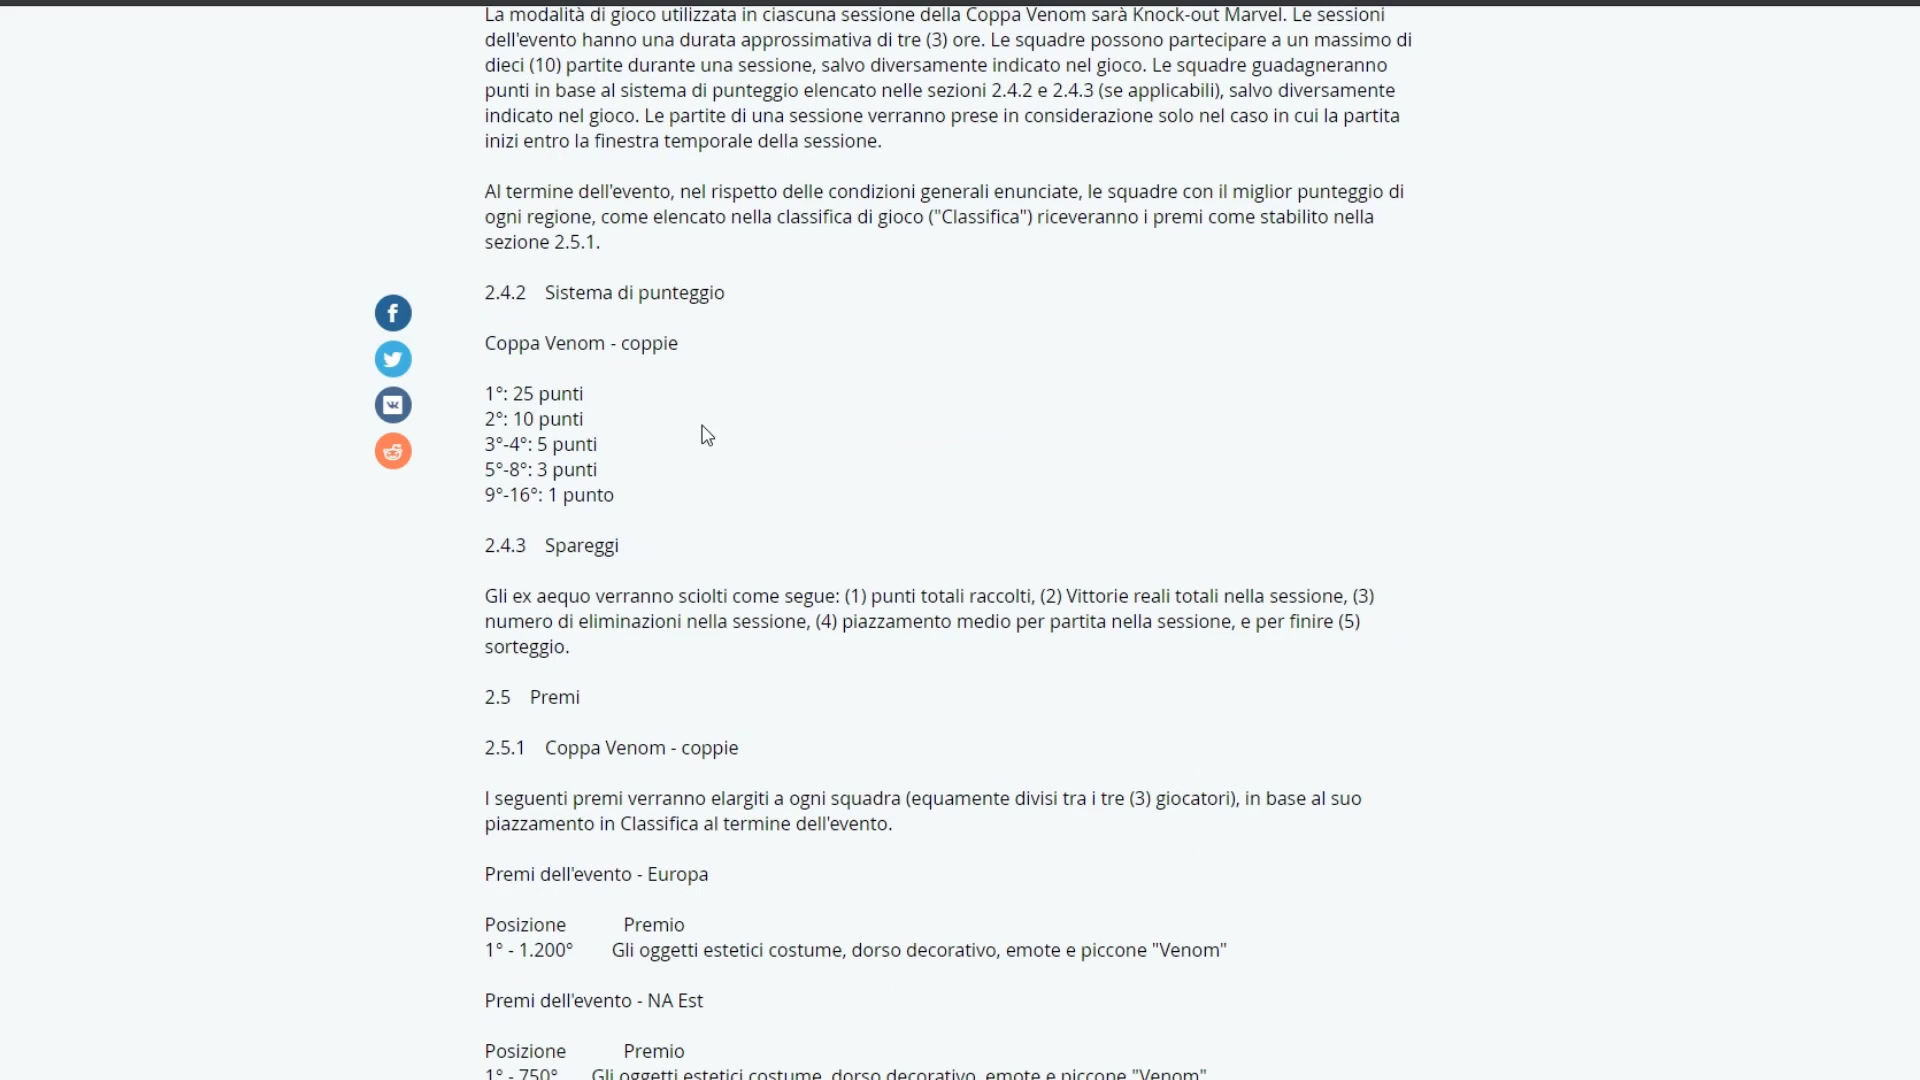 La modalità di gioco utilizzata in ciascuna sessione della Coppa Venom sarà Knock-out Marvel. Le sessioni
dell'evento hanno una durata approssimativa di tre (3) ore. Le squadre possono partecipare a un massimo di
dieci (10) partite durante una sessione, salvo diversamente indicato nel gioco. Le squadre guadagneranno
punti in base al sistema di punteggio elencato nelle sezioni 2.4.2 e 2.4.3 (se applicabili), salvo diversamente
indicato nel gioco. Le partite di una sessione verranno prese in considerazione solo nel caso in cui la partita
inizi entro la finestra temporale della sessione.
Al termine dell'evento, nel rispetto delle condizioni generali enunciate, le squadre con il miglior punteggio di
ogni regione, come elencato nella classifica di gioco ("Classifica") riceveranno i premi come stabilito nella
sezione 2.5.1.
2.4.2 Sistema di punteggio
Coppa Venom - coppie
1°: 25 punti
2°: 10 punti
3°-4°: 5 punti
5°-8°: 3 punti
9°-16°: 1 punto
2.4.3 Spareggi
Gli ex aequo verranno sciolti come segue: (1) punti totali raccolti, (2) Vittorie reali totali nella sessione, (3)
numero di eliminazioni nella sessione, (4) piazzamento medio per partita nella sessione, e per finire (5)
sorteggio.
2.5 Premi
2.5.1 Coppa Venom - coppie
I seguenti premi verranno elargiti a ogni squadra (equamente divisi tra i tre (3) giocatori), in base al suo
piazzamento in Classifica al termine dell'evento.
Premi dell'evento - Europa
Posizione Premio
1° - 1.200° Gli oggetti estetici costume, dorso decorativo, emote e piccone "Venom"
Premi dell'evento - NA Est
Posizione Premio
1° - 750° Gli oggetti estetici costume, dorso decorativo, emote e piccone "Venom"